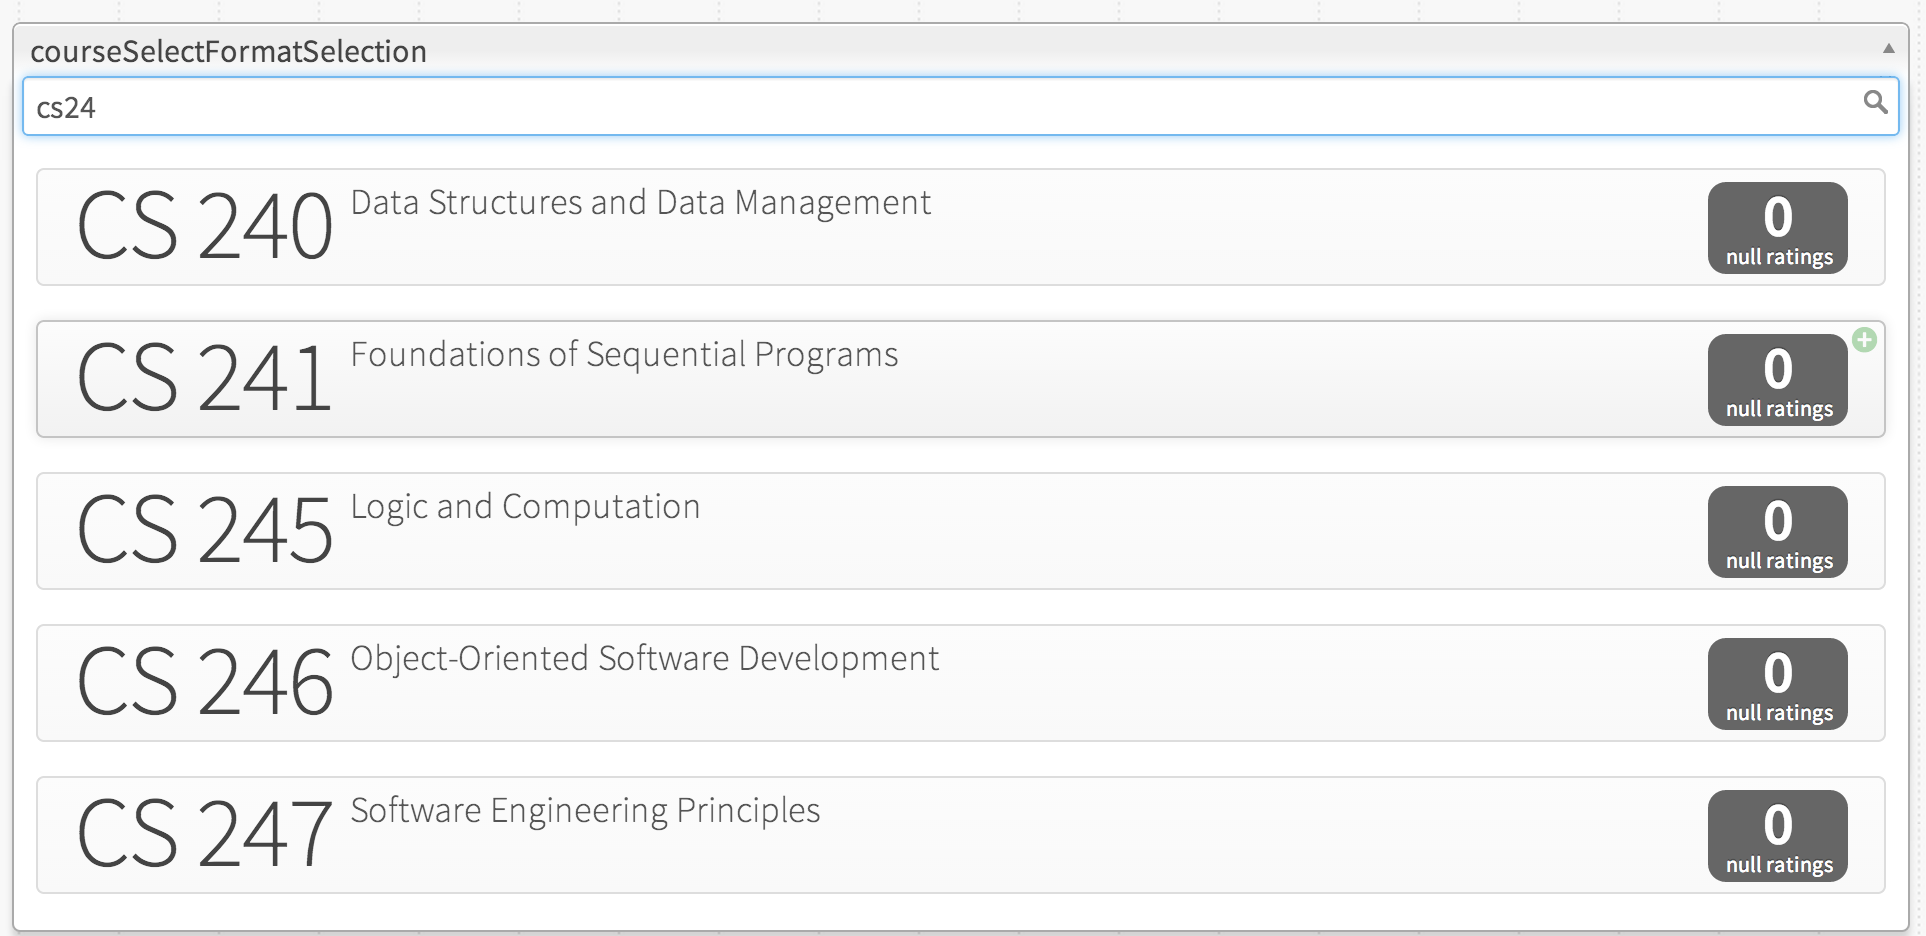 courseSelectFormatSelection
cs24
CS 240 Data Structures and Data Management
0
null ratings
CS 241 Foundations of Sequential Programs
0
null ratings
CS 245 Logic and Computation
0
null ratings
CS 246 Object-Oriented Software Development
0
null ratings
CS 247 Software Engineering Principles
0
null ratings